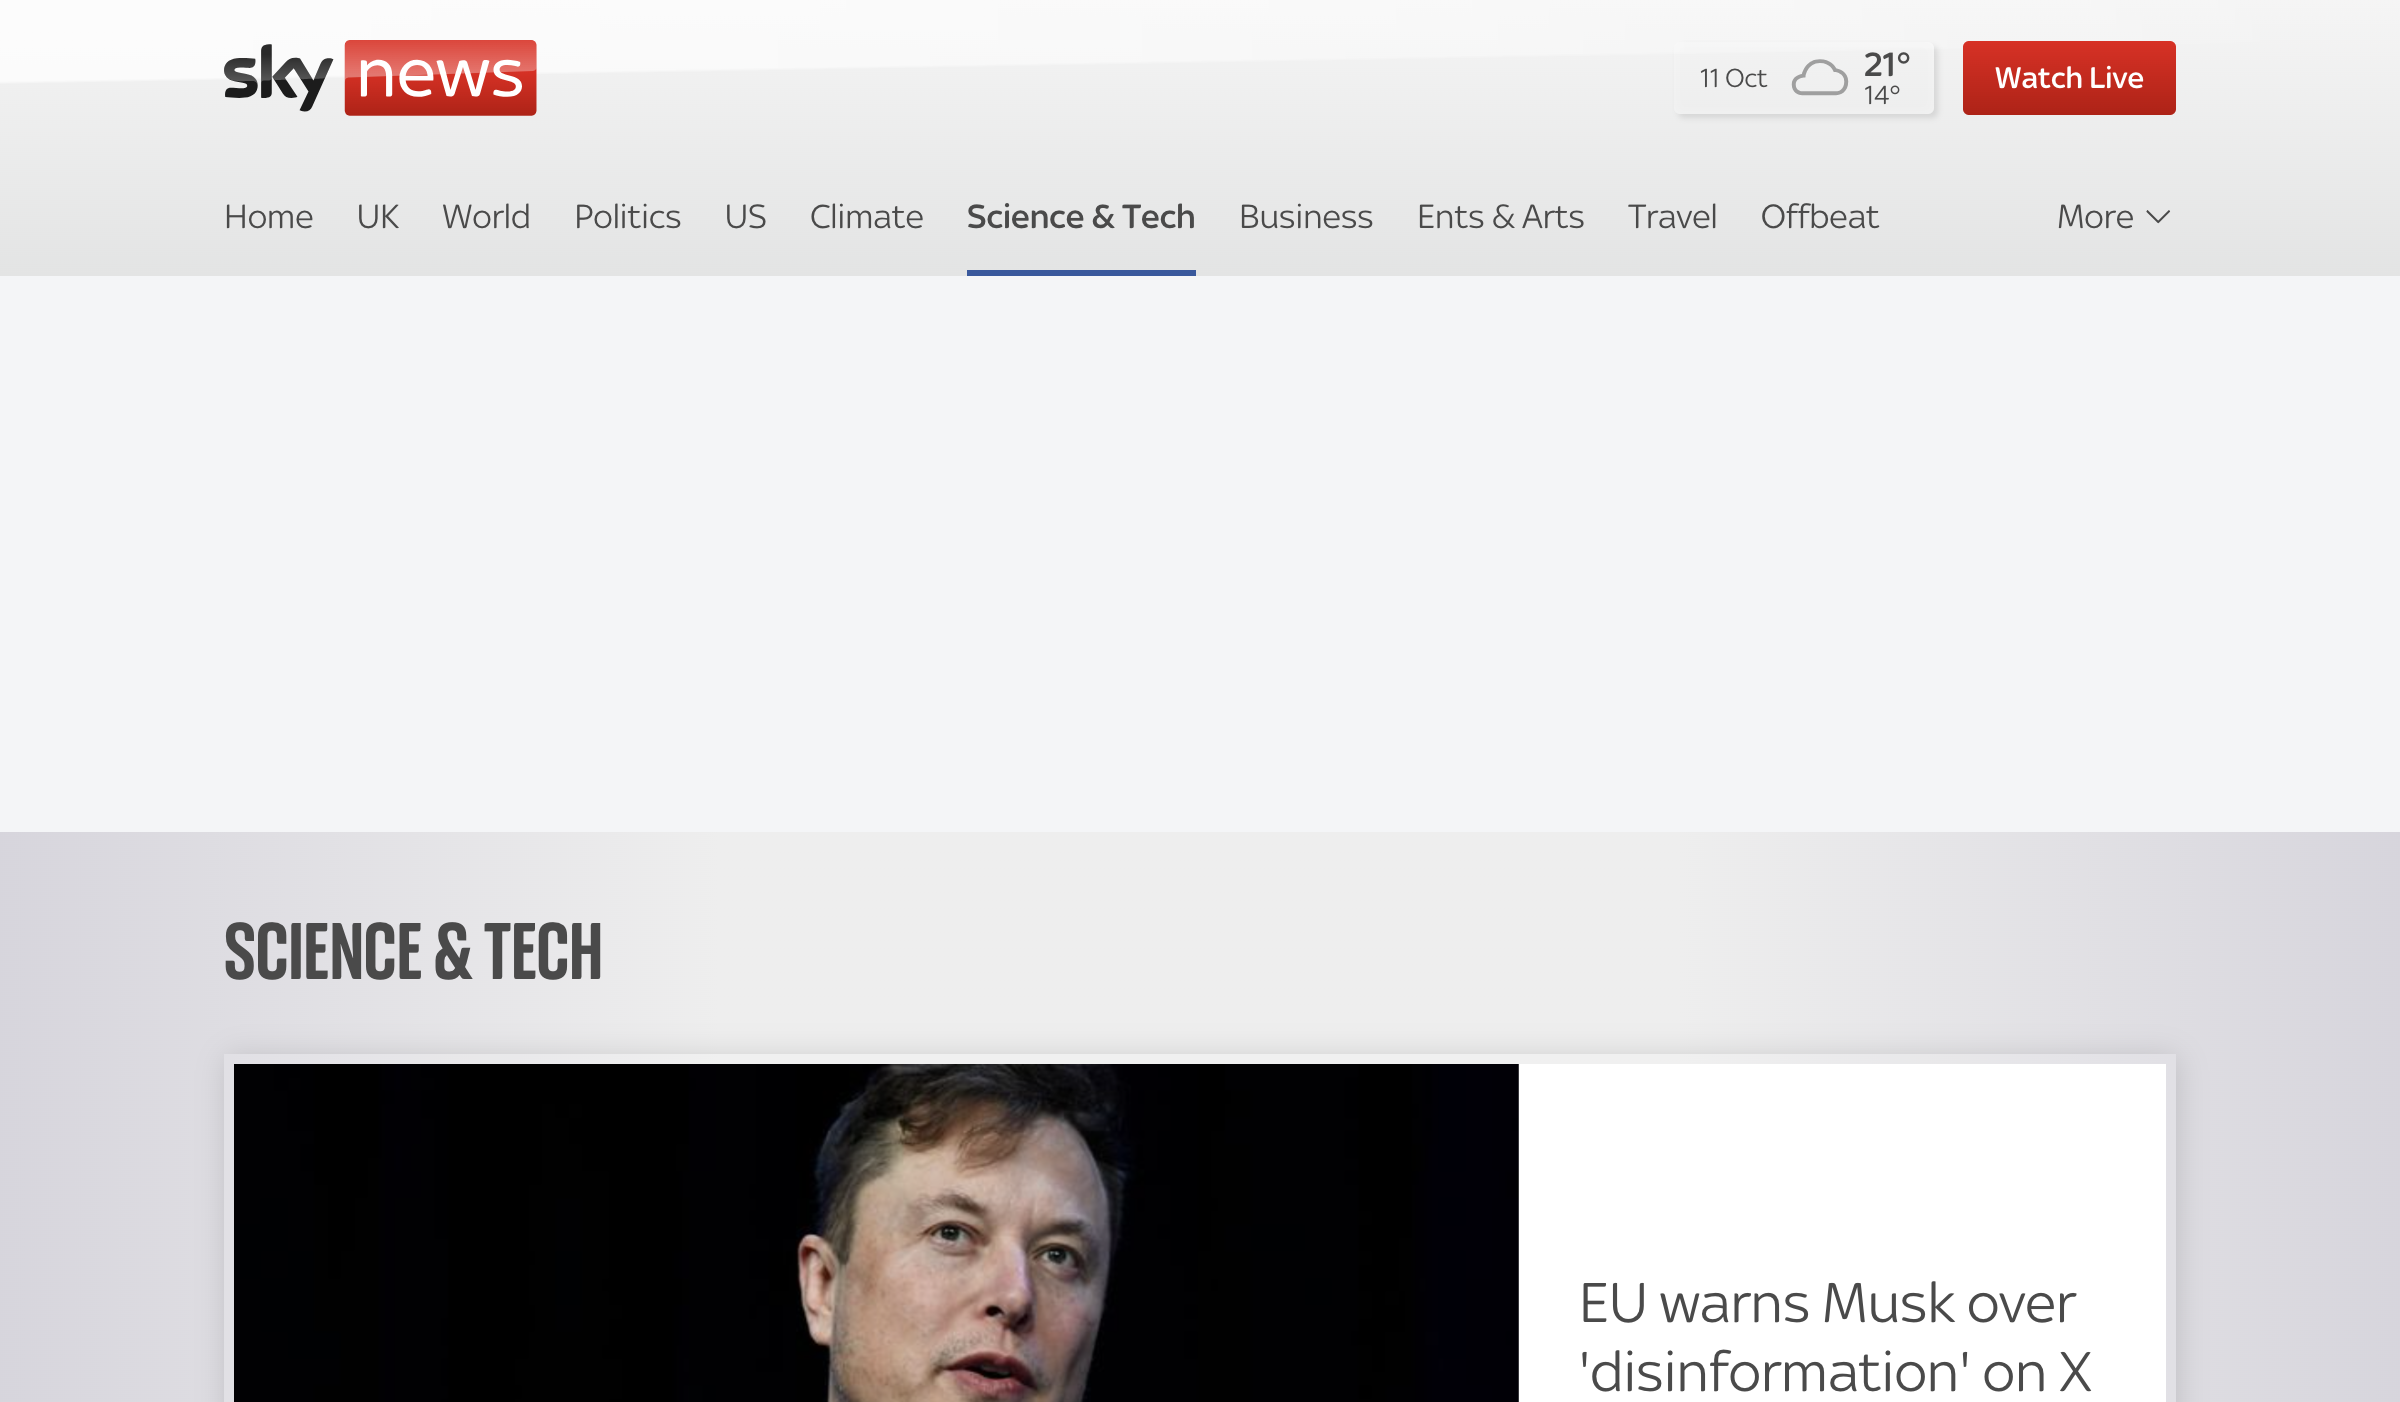 sky news
11 Oct 21° 14°
Watch Live
Home UK World Politics US Climate Science & Tech Business Ents & Arts Travel Offbeat More
SCIENCE & TECH
EU warns Musk over
'disinformation' on X